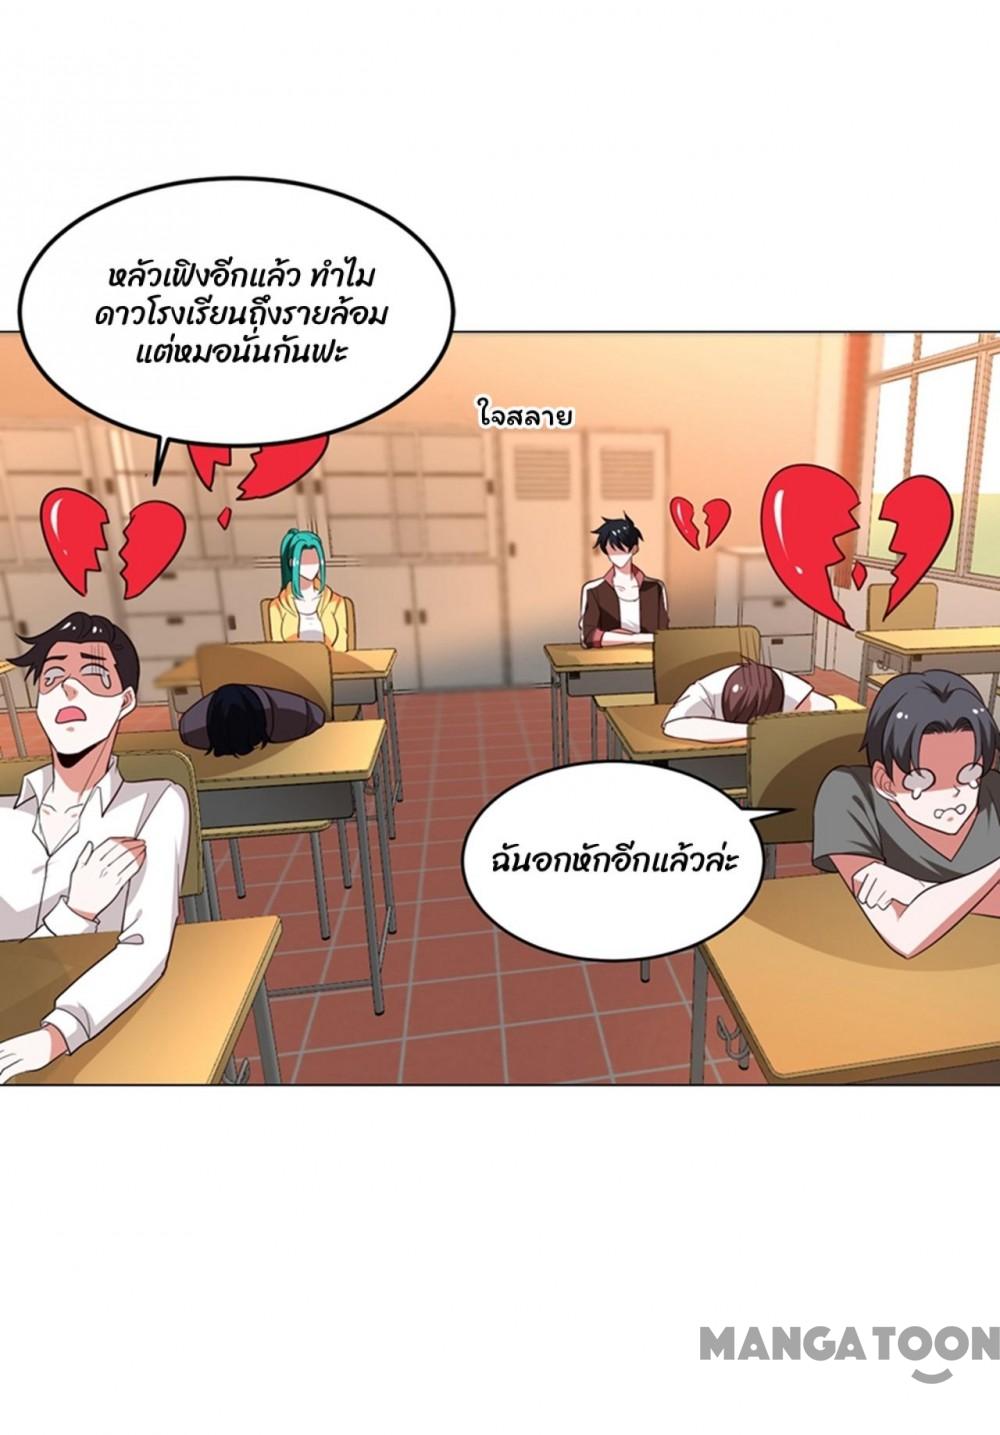 หลัวเฟิงอีกแล้ว ทำไม
ดาวโรงเรียนถึงรายล้อม
แต่หมอนั่นกันฟะ
ใจสลาย
ฉันอกหักอีกแล้วล่ะ
MANGATOON